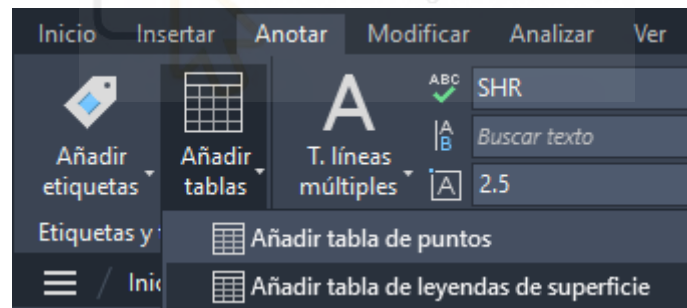 Inicio Insertar Anotar Modificar Analizar Ver
Añadir etiquetas
Añadir tablas
A
T. líneas múltiples
ABC
SHR
A
B
Buscar texto
A
2.5
Etiquetas y
Añadir tabla de puntos
Añadir tabla de leyendas de superficie